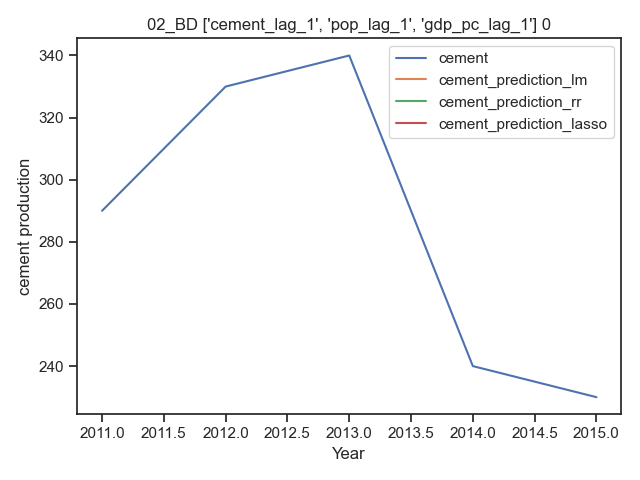 02_BD ['cement_lag_1', 'pop_lag_1', 'gdp_pc_lag_1'] 0
cement
cement_prediction_lm
cement_prediction_rr
cement_prediction_lasso
cement production
340
320
300
280
260
240
2011.0 2011.5 2012.0 2012.5 2013.0 2013.5 2014.0 2014.5 2015.0
Year